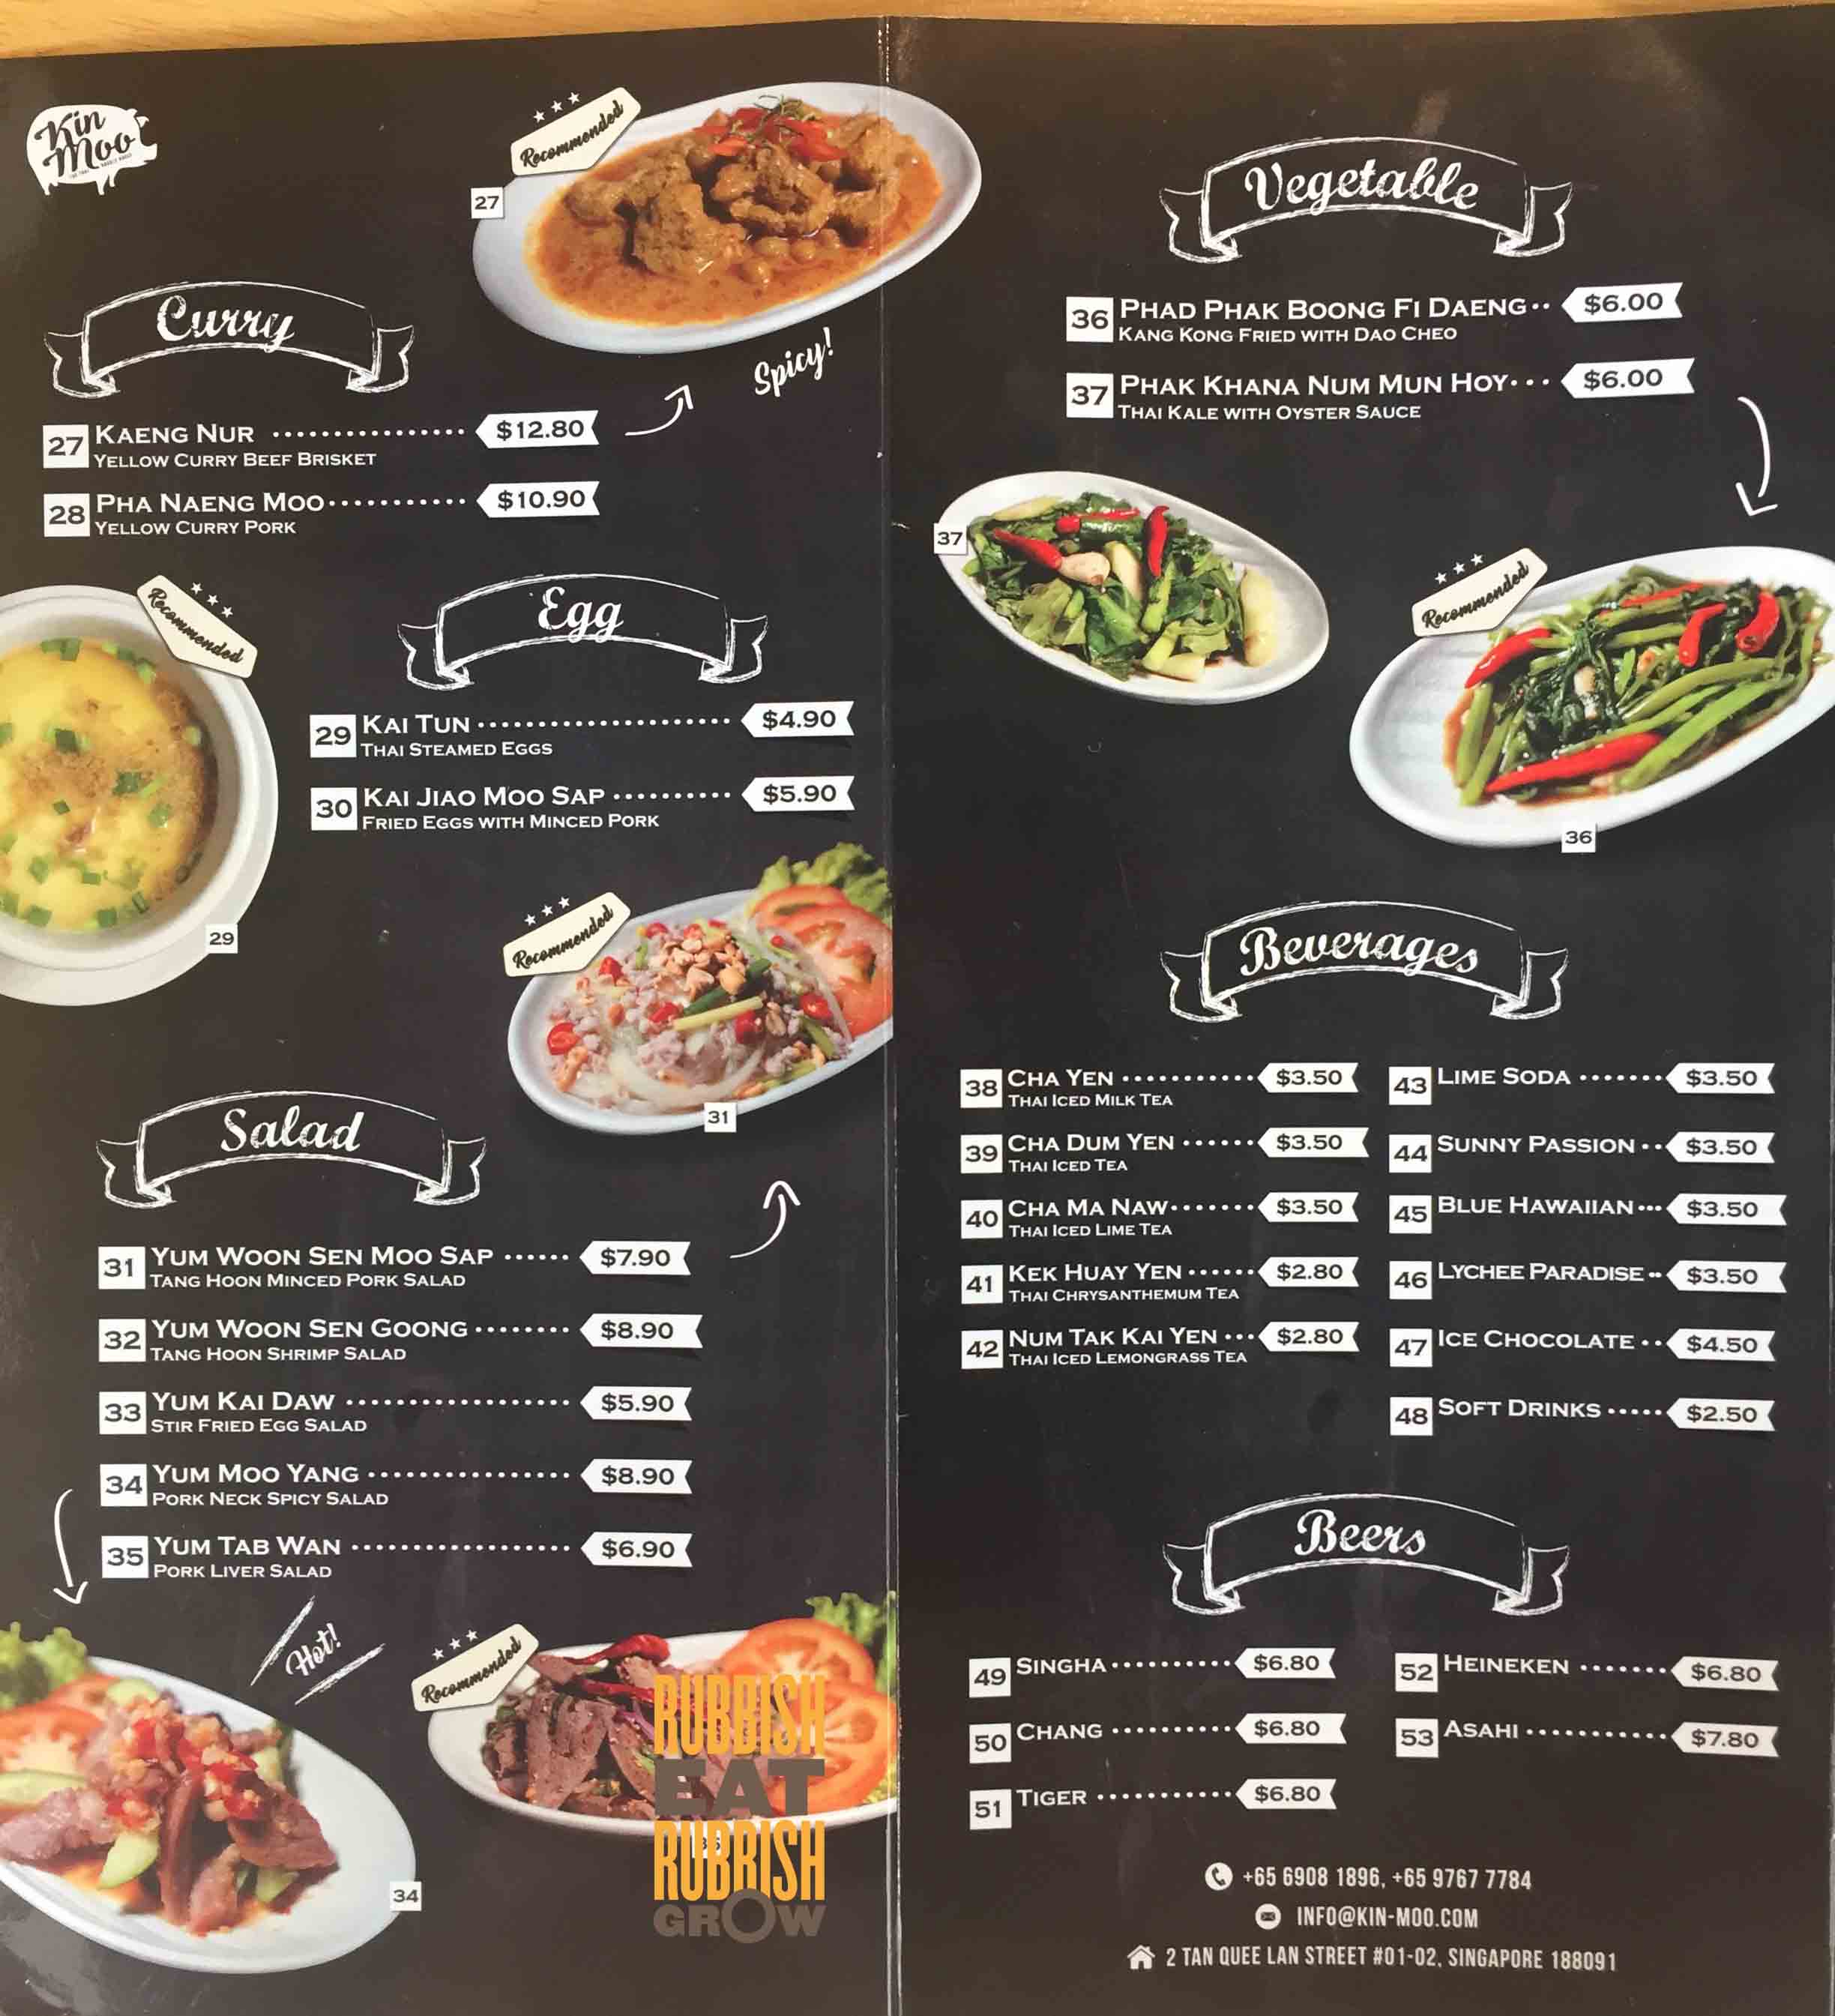 Kin
Moo
Recommended
27
Spicy!
Curry
27 KAENG NUR ................ $12.80
YELLOW CURRY BEEF BRISKET
28 PHA NAENG MOO........... $10.90
YELLOW CURRY PORK
Recommended
29
Egg
29 KAI TUN ..................... $4.90
THAI STEAMED EGGS
30 KAI JIAO MOO SAP .......... $5.90
FRIED EGGS WITH MINCED PORK
Recommended
31
Salad
31 YUM WOON SEN MOO SAP ...... $7.90
TANG HOON MINCED PORK SALAD
32 YUM WOON SEN GOONG ........ $8.90
TANG HOON SHRIMP SALAD
33 YUM KAI DAW .................. $5.90
STIR FRIED EGG SALAD
34 YUM MOO YANG ................ $8.90
PORK NECK SPICY SALAD
35 YUM TAB WAN ................. $6.90
PORK LIVER SALAD
Hot!
34
Recommended
RUBBISH
EAT
RUBBISH
GROW
Vegetable
36 PHAD PHAK BOONG FI DAENG.. $6.00
KANG KONG FRIED WITH DAO CHEO
37 PHAK KHANA NUM MUN HOY... $6.00
THAI KALE WITH OYSTER SAUCE
37
Recommended
36
Beverages
38 CHA YEN ........... $3.50
THAI ICED MILK TEA
39 CHA DUM YEN ...... $3.50
THAI ICED TEA
40 CHA MA NAW....... $3.50
THAI ICED LIME TEA
41 KEK HUAY YEN ...... $2.80
THAI CHRYSANTHEMUM TEA
42 NUM TAK KAI YEN ... $2.80
THAI ICED LEMONGRASS TEA
43 LIME SODA ....... $3.50
44 SUNNY PASSION .. $3.50
45 BLUE HAWAIIAN... $3.50
46 LYCHEE PARADISE.. $3.50
47 ICE CHOCOLATE .. $4.50
48 SOFT DRINKS ..... $2.50
Beers
49 SINGHA.......... $6.80
50 CHANG .......... $6.80
51 TIGER ........... $6.80
52 HEINEKEN ....... $6.80
53 ASAHI ........... $7.80
+65 6908 1896, +65 9767 7784
INFO@KIN-MOO.COM
2 TAN QUEE LAN STREET #01-02, SINGAPORE 188091